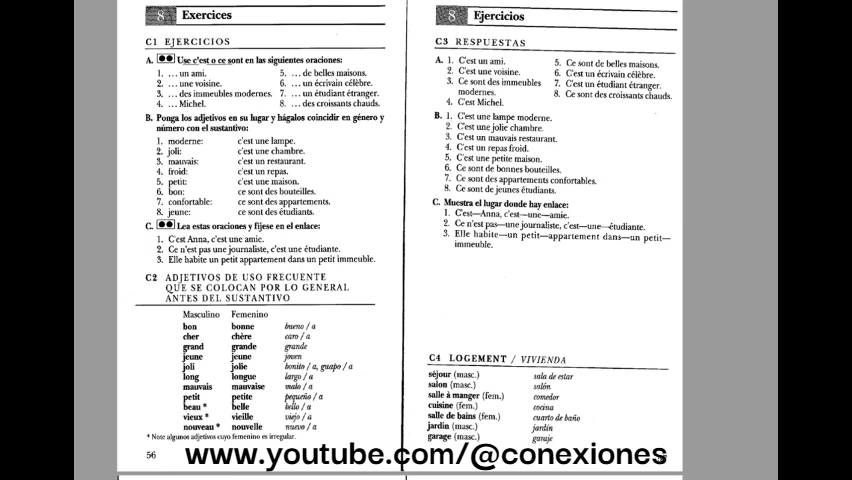 8 Exercices
C1 EJERCICIOS
A. Use c'est o ce sont en las siguientes oraciones:
1. ... un ami. 5. ... de belles maisons.
2. ... une voisine. 6. ... un écrivain célèbre.
3. ... des immeubles modernes. 7. ... un étudiant étranger.
4. ... Michel. 8. ... des croissants chauds.
B. Ponga los adjetivos en su lugar y hágalos coincidir en género y
número con el sustantivo:
1. moderne: c'est une lampe.
2. joli: c'est une chambre.
3. mauvais: c'est un restaurant.
4. froid: c'est un repas.
5. petit: c'est une maison.
6. bon: ce sont des bouteilles.
7. confortable: ce sont des appartements.
8. jeune: ce sont des étudiants.
C. Lea estas oraciones y fíjese en el enlace:
1. C'est Anna, c'est une amie.
2. Ce n'est pas une journaliste, c'est une étudiante.
3. Elle habite un petit appartement dans un petit immeuble.
C2 ADJETIVOS DE USO FRECUENTE
QUE SE COLOCAN POR LO GENERAL
ANTES DEL SUSTANTIVO
Masculino Femenino
bon bonne bueno / a
cher chère caro / a
grand grande grande
jeune jeune joven
joli jolie bonito / a, guapo / a
long longue largo / a
mauvais mauvaise malo / a
petit petite pequeño / a
beau * belle bello / a
vieux * vieille viejo / a
nouveau * nouvelle nuevo / a
* Note algunos adjetivos cuyo femenino es irregular.
56
8 Ejercicios
C3 RESPUESTAS
A. 1. C'est un ami. 5. Ce sont de belles maisons.
2. C'est une voisine. 6. C'est un écrivain célèbre.
3. Ce sont des immeubles 7. C'est un étudiant étranger.
modernes. 8. Ce sont des croissants chauds.
4. C'est Michel.
B. 1. C'est une lampe moderne.
2. C'est une jolie chambre.
3. C'est un mauvais restaurant.
4. C'est un repas froid.
5. C'est une petite maison.
6. Ce sont de bonnes bouteilles.
7. Ce sont des appartements confortables.
8. Ce sont de jeunes étudiants.
C. Muestra el lugar donde hay enlace:
1. C'est—Anna, c'est—une—amie.
2. Ce n'est pas—une journaliste, c'est—une—étudiante.
3. Elle habite—un petit—appartement dans—un petit—
immeuble.
C4 LOGEMENT / VIVIENDA
séjour (masc.) sala de estar
salon (masc.) salón
salle à manger (fem.) comedor
cuisine (fem.) cocina
salle de bains (fem.) cuarto de baño
jardin (masc.) jardín
garage (masc.) garaje
www.youtube.com/@conexiones